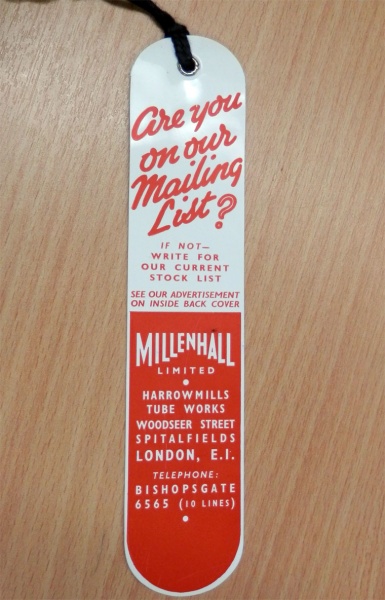 Are you
on our
Mailing
List?
IF NOT—
WRITE FOR
OUR CURRENT
STOCK LIST
SEE OUR ADVERTISEMENT
ON INSIDE BACK COVER
MILLENHALL
LIMITED
HARROWMILLS
TUBE WORKS
WOODSEER STREET
SPITALFIELDS
LONDON, E.I.
TELEPHONE:
BISHOPSGATE
6565 (10 LINES)